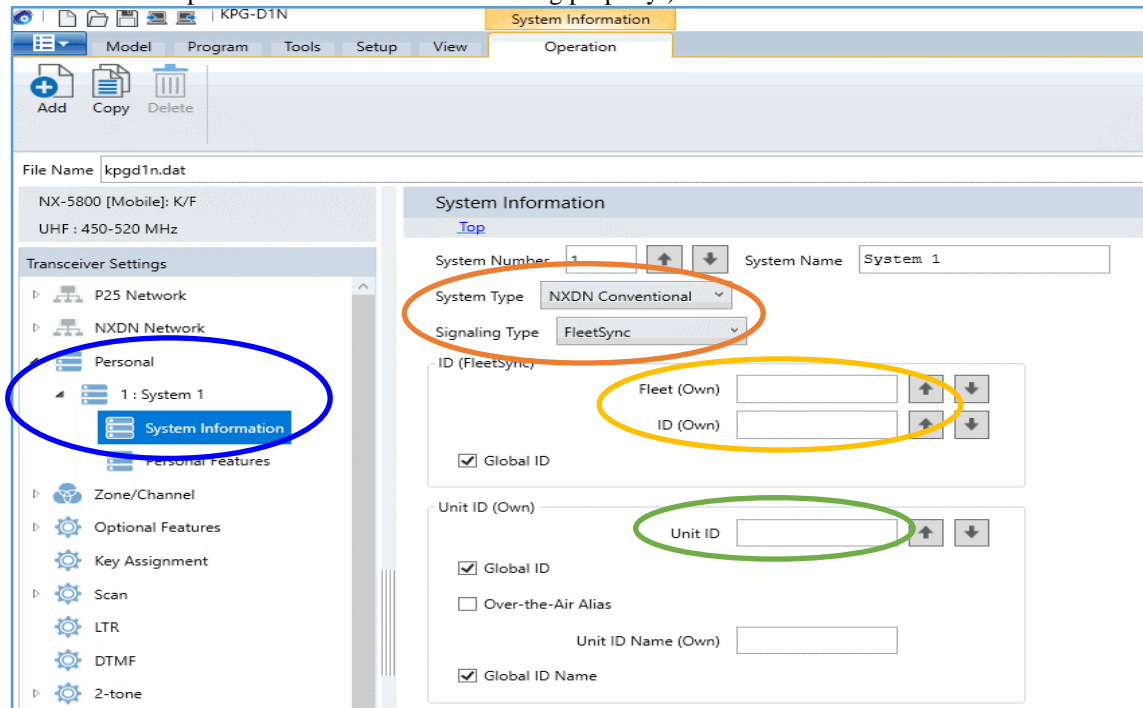 KPG-D1N
System Information
Model Program Tools Setup View Operation
Add Copy Delete
File Name kpgd1n.dat
NX-5800 [Mobile]: K/F
UHF : 450-520 MHz
Transceiver Settings
P25 Network
NXDN Network
Personal
1 : System 1
System Information
Personal Features
Zone/Channel
Optional Features
Key Assignment
Scan
LTR
DTMF
2-tone
System Information
Top
System Number 1 System Name System 1
System Type NXDN Conventional
Signaling Type FleetSync
ID (FleetSync)
Fleet (Own)
ID (Own)
Global ID
Unit ID (Own)
Unit ID
Global ID
Over-the-Air Alias
Unit ID Name (Own)
Global ID Name